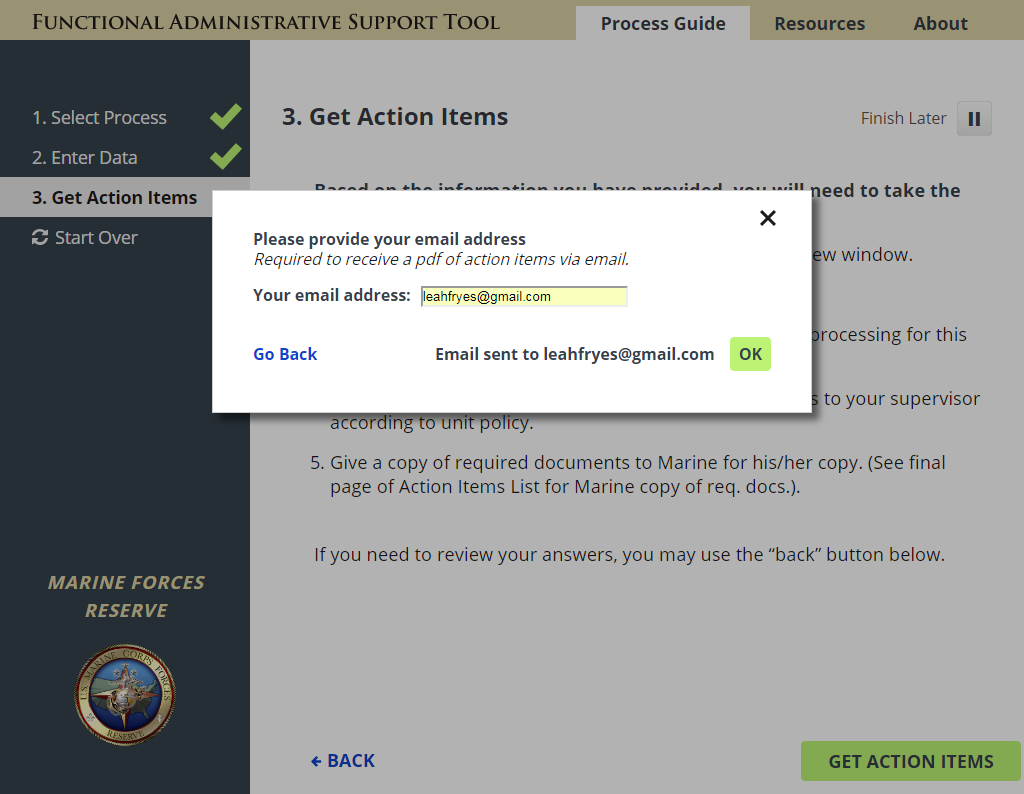 FUNCTIONAL ADMINISTRATIVE SUPPORT TOOL
Process Guide
Resources
About
1. Select Process
2. Enter Data
3. Get Action Items
Start Over
MARINE FORCES
RESERVE
U.S. MARINE CORPS FORCES
RESERVE
3. Get Action Items
Finish Later
Based on the information you have provided, you will need to take the
ew window.
processing for this
s to your supervisor
according to unit policy.
5. Give a copy of required documents to Marine for his/her copy. (See final
page of Action Items List for Marine copy of req. docs.).
If you need to review your answers, you may use the “back” button below.
BACK
GET ACTION ITEMS
Please provide your email address
Required to receive a pdf of action items via email.
Your email address: leahfryes@gmail.com
Go Back
Email sent to leahfryes@gmail.com
OK